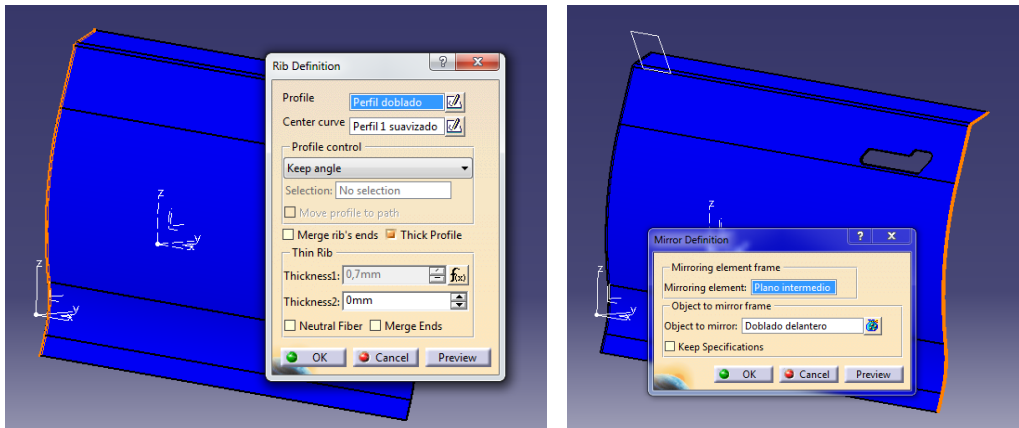 Rib Definition
Profile Perfil doblado
Center curve Perfil 1 suavizado
Profile control
Keep angle
Selection: No selection
Move profile to path
Merge rib's ends Thick Profile
Thin Rib
Thickness1: 0,7mm f(x)
Thickness2: 0mm
Neutral Fiber Merge Ends
OK Cancel Preview
z
y
x
z
y
x
Mirror Definition
Mirroring element frame
Mirroring element: Plano intermedio
Object to mirror frame
Object to mirror: Doblado delantero
Keep Specifications
OK Cancel Preview
z
z
y
x